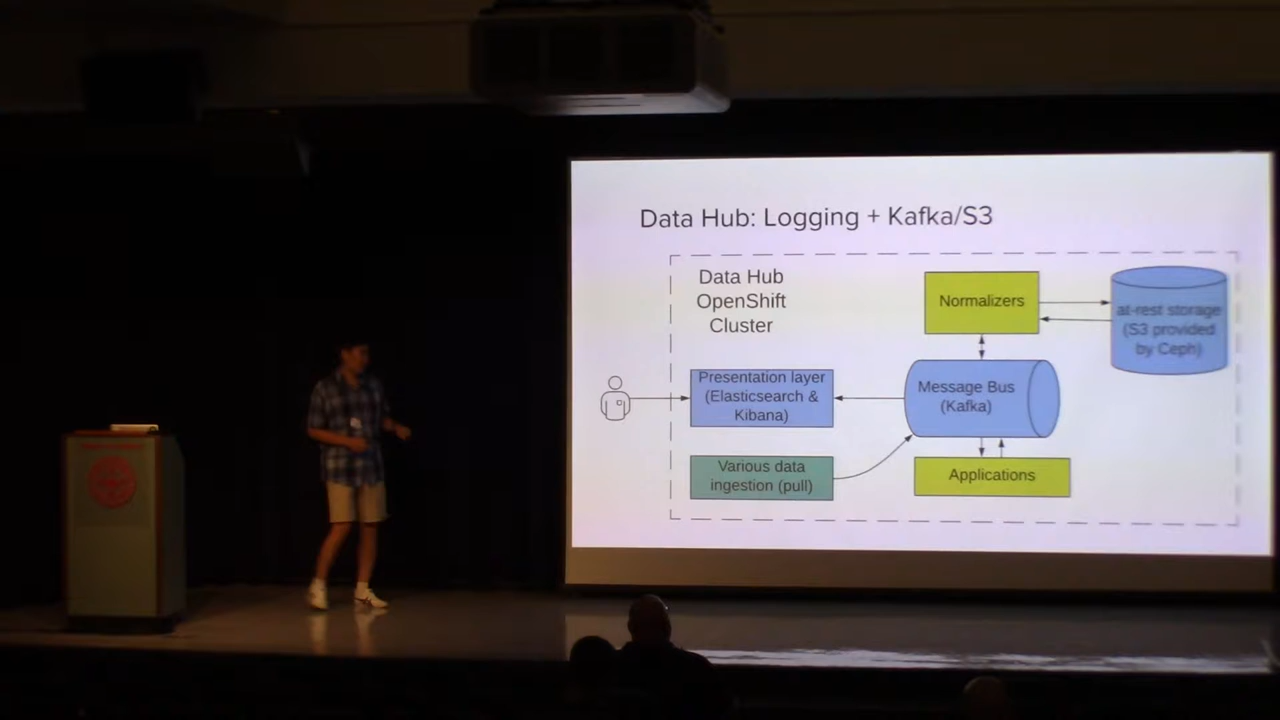 Data Hub: Logging + Kafka/S3
Data Hub
OpenShift
Cluster
Normalizers
at-rest storage
(S3 provided
by Ceph)
Presentation layer
(Elasticsearch &
Kibana)
Message Bus
(Kafka)
Various data
ingestion (pull)
Applications